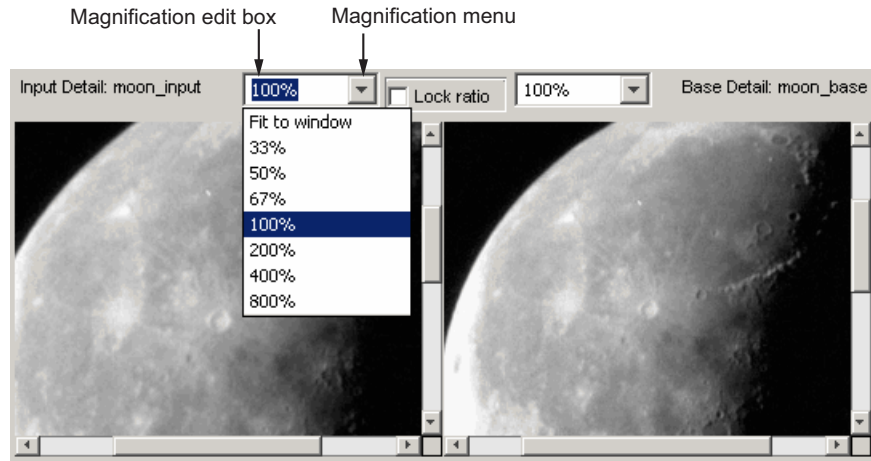 Magnification edit box Magnification menu
Input Detail: moon_input 100% Lock ratio 100% Base Detail: moon_base
Fit to window
33%
50%
67%
100%
200%
400%
800%